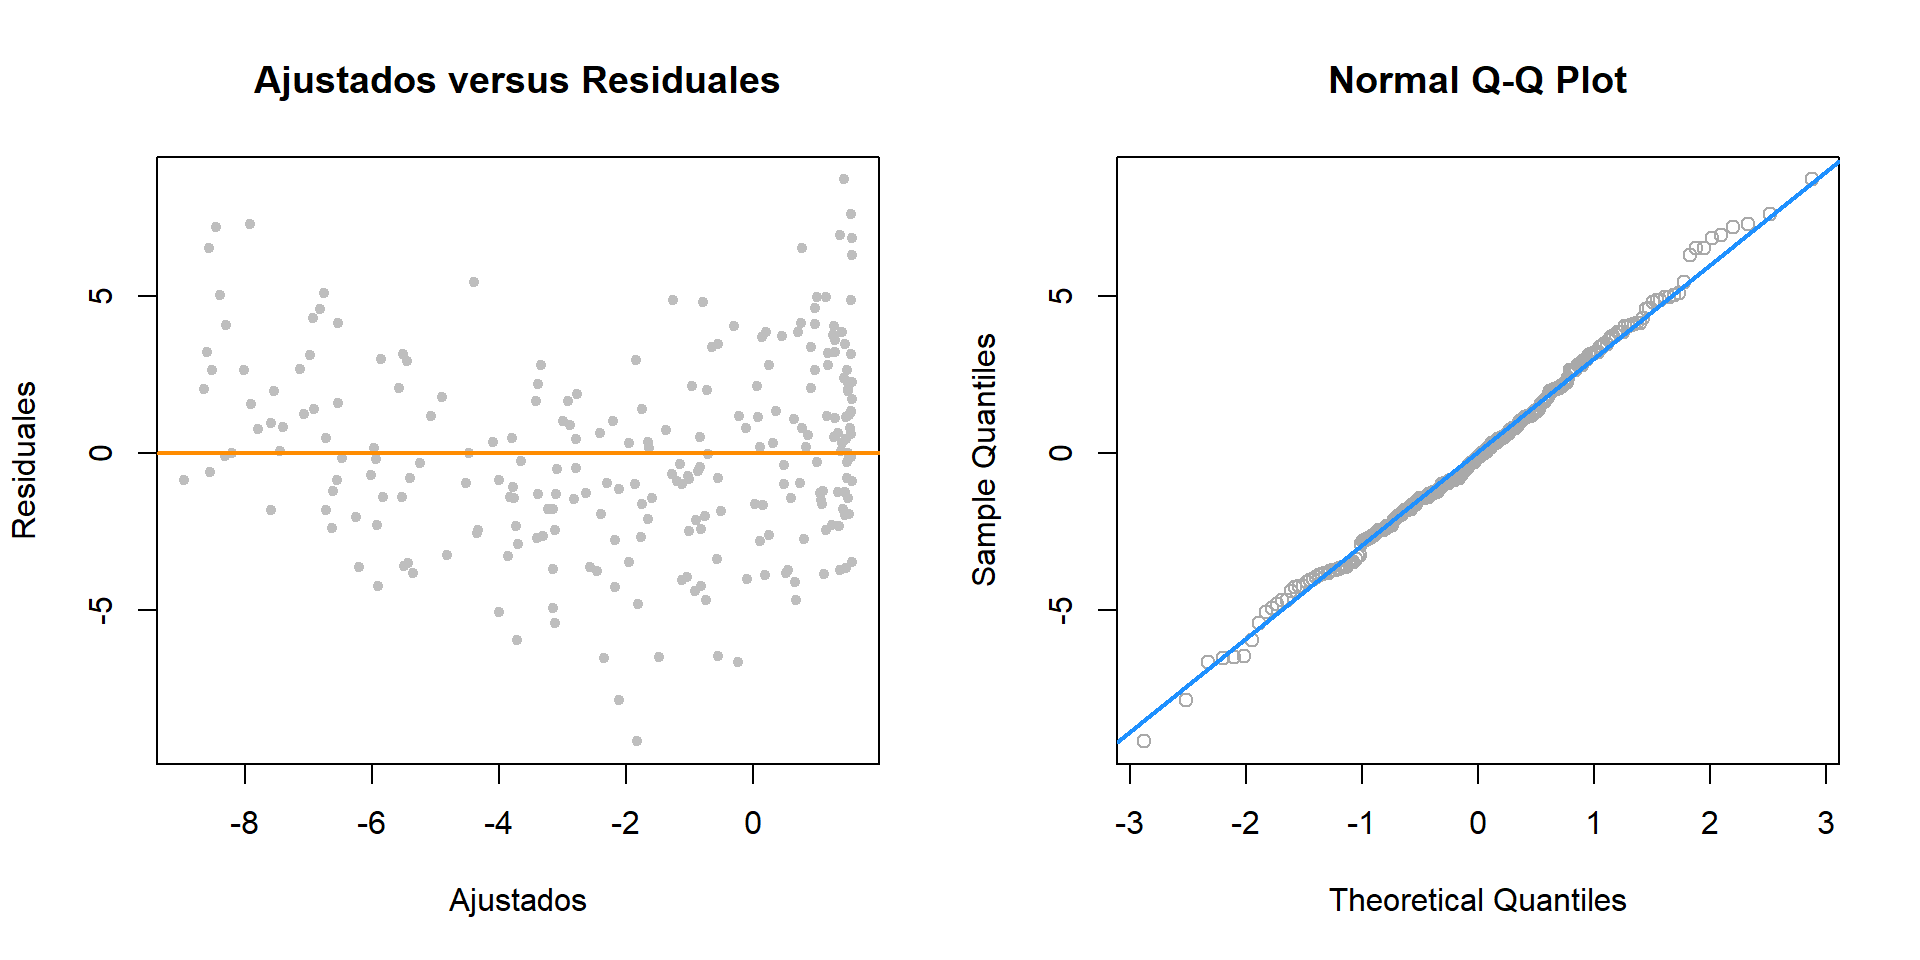 Ajustados versus Residuales
Residuales
5
0
-5
-8 -6 -4 -2 0
Ajustados
Normal Q-Q Plot
Sample Quantiles
5
0
-5
-3 -2 -1 0 1 2 3
Theoretical Quantiles